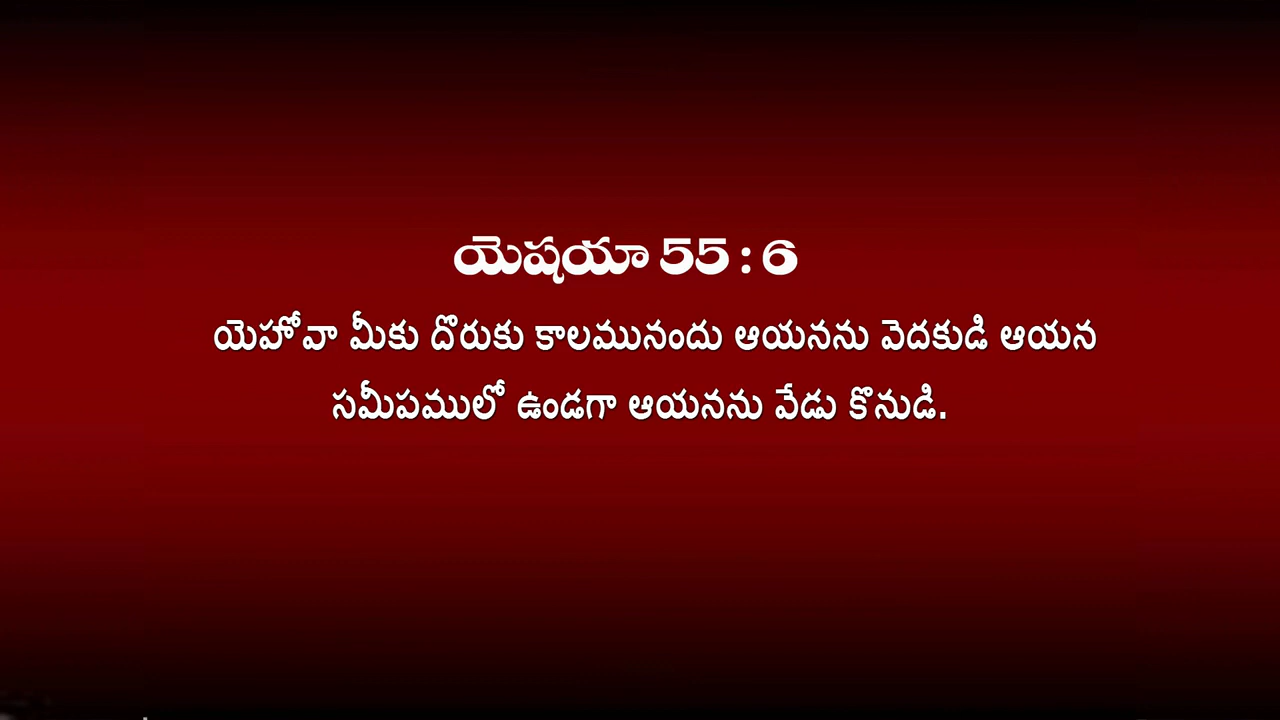 యెషయా 55 : 6
యెహోవా మీకు దొరుకు కాలమునందు ఆయనను వెదకుడి ఆయన
సమీపములో ఉండగా ఆయనను వేడు కొనుడి.